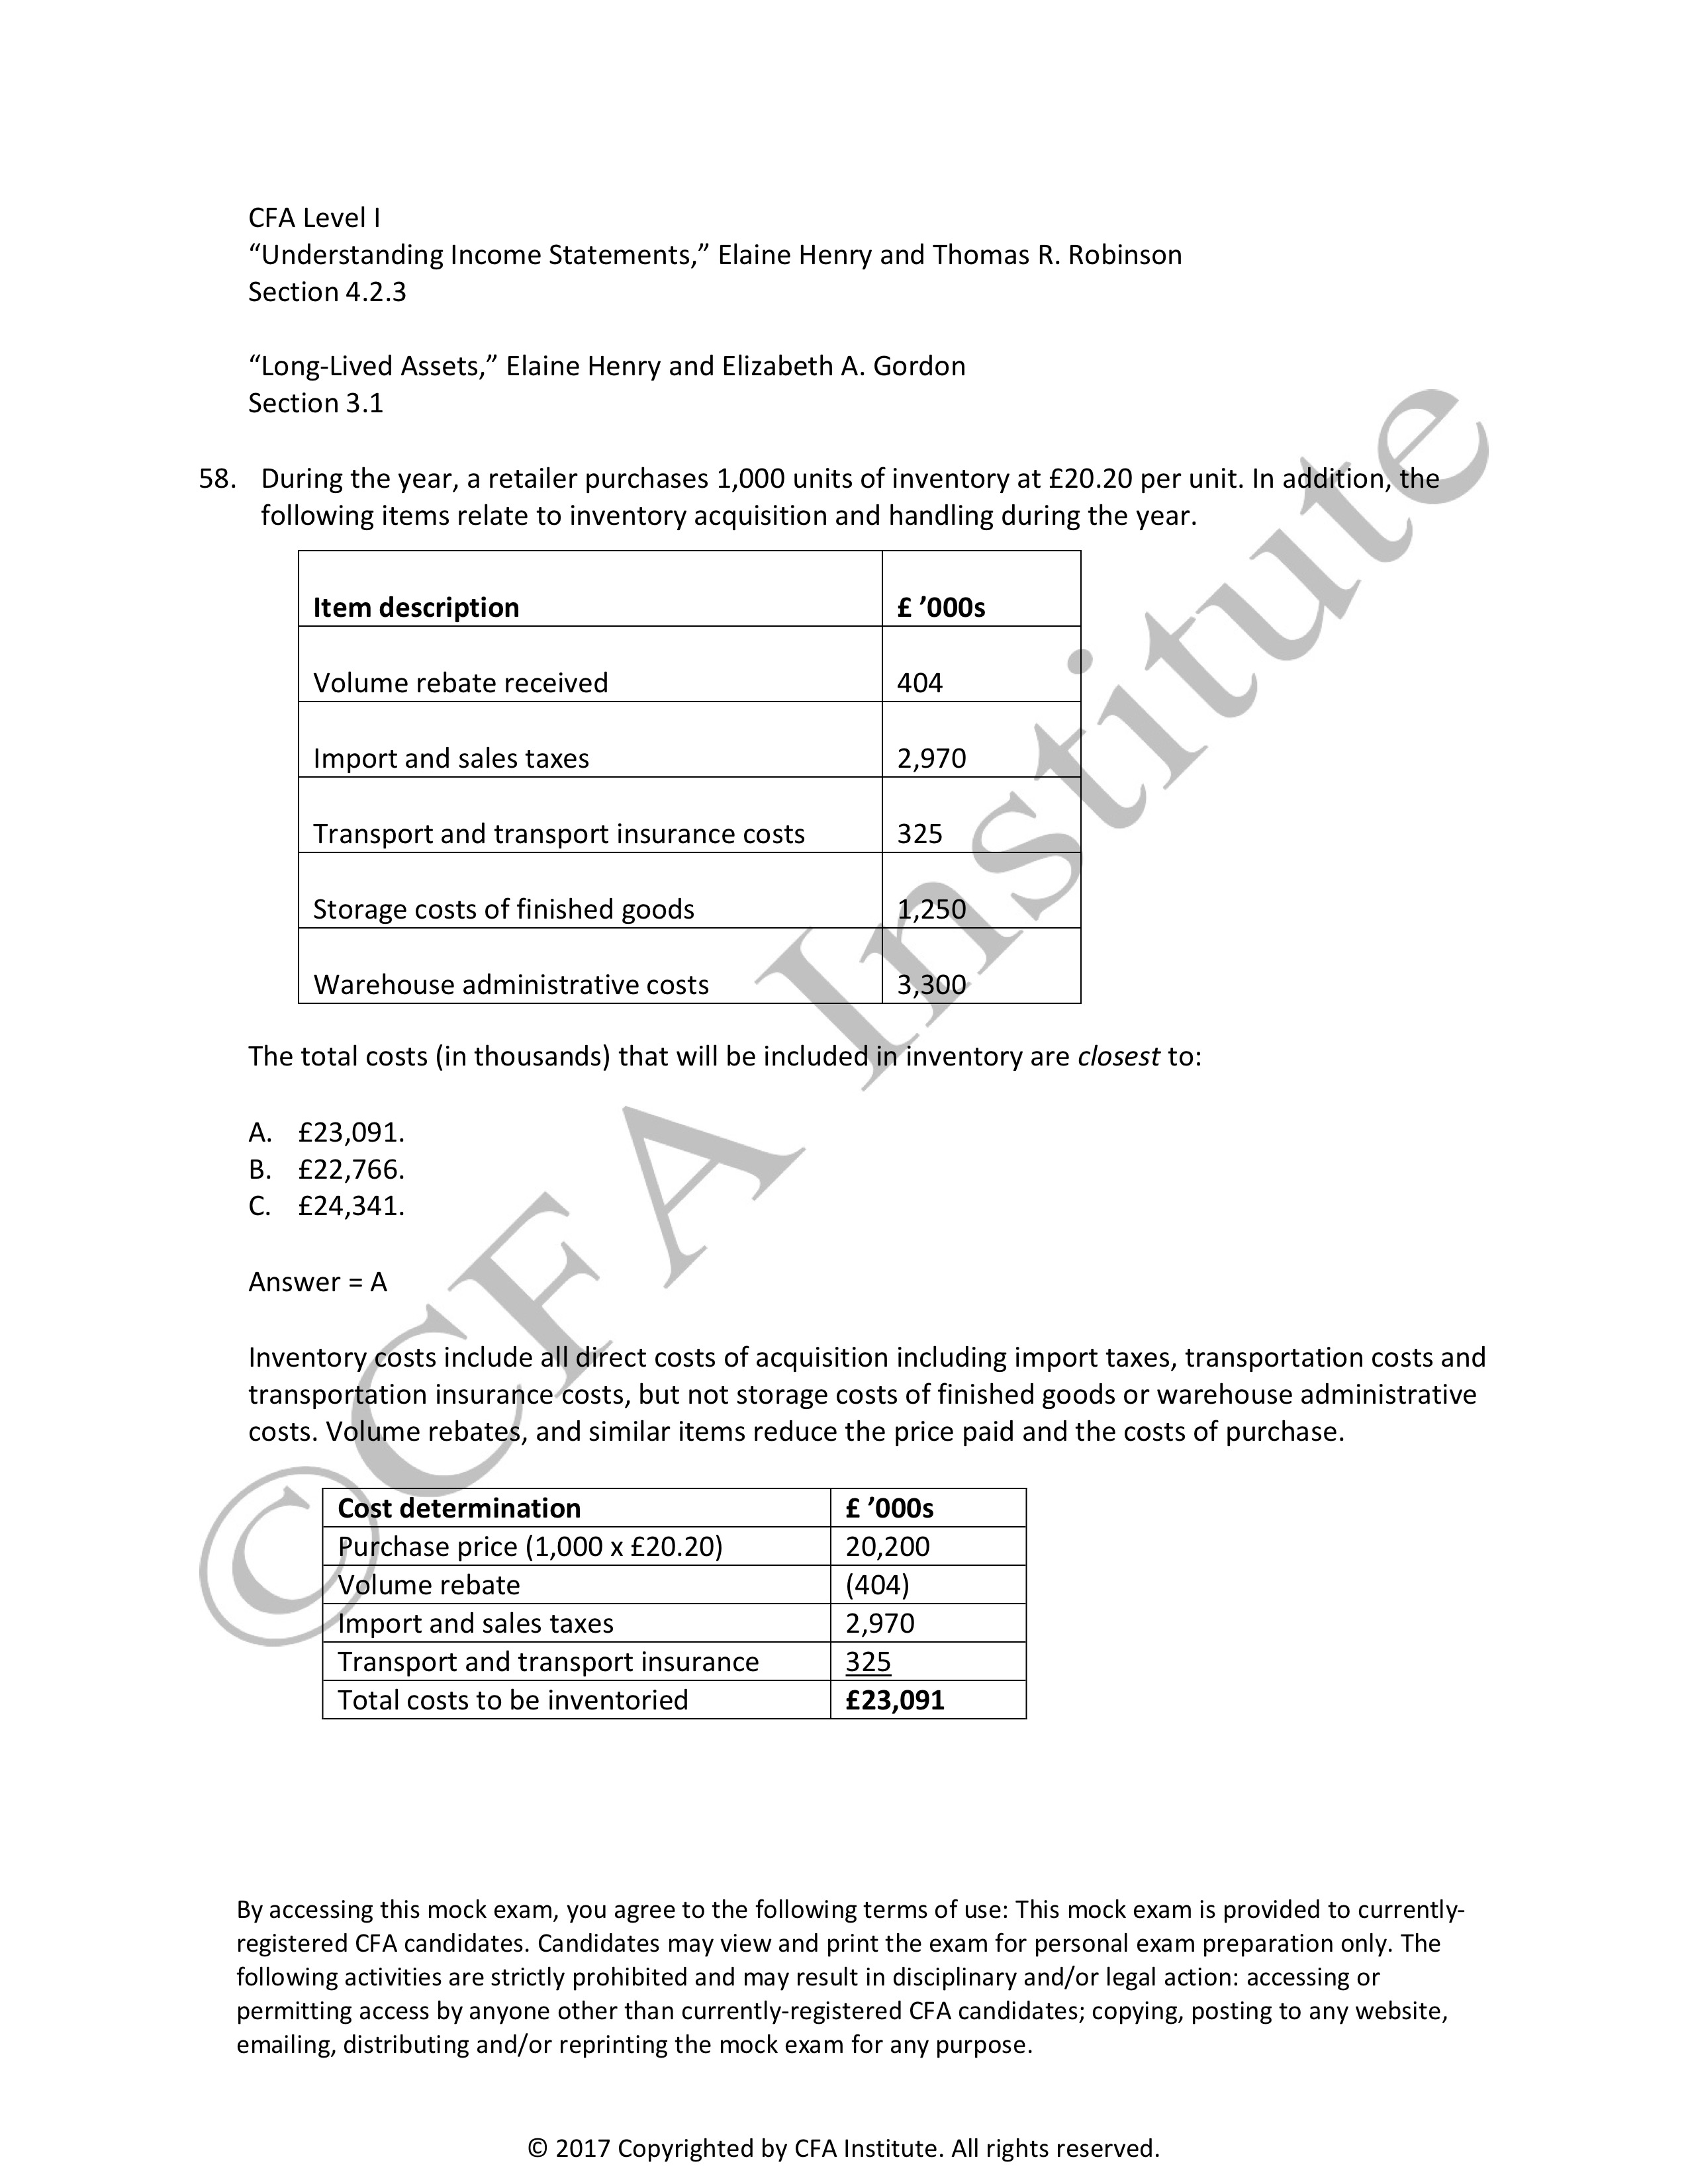 CFA Level I
“Understanding Income Statements,” Elaine Henry and Thomas R. Robinson
Section 4.2.3
“Long-Lived Assets,” Elaine Henry and Elizabeth A. Gordon
Section 3.1
58. During the year, a retailer purchases 1,000 units of inventory at £20.20 per unit. In addition, the
following items relate to inventory acquisition and handling during the year.
Item description £ ’000s
Volume rebate received 404
Import and sales taxes 2,970
Transport and transport insurance costs 325
Storage costs of finished goods 1,250
Warehouse administrative costs 3,300
The total costs (in thousands) that will be included in inventory are closest to:
A. £23,091.
B. £22,766.
C. £24,341.
Answer = A
Inventory costs include all direct costs of acquisition including import taxes, transportation costs and
transportation insurance costs, but not storage costs of finished goods or warehouse administrative
costs. Volume rebates, and similar items reduce the price paid and the costs of purchase.
Cost determination £ ’000s
Purchase price (1,000 x £20.20) 20,200
Volume rebate (404)
Import and sales taxes 2,970
Transport and transport insurance 325
Total costs to be inventoried £23,091
By accessing this mock exam, you agree to the following terms of use: This mock exam is provided to currently-
registered CFA candidates. Candidates may view and print the exam for personal exam preparation only. The
following activities are strictly prohibited and may result in disciplinary and/or legal action: accessing or
permitting access by anyone other than currently-registered CFA candidates; copying, posting to any website,
emailing, distributing and/or reprinting the mock exam for any purpose.
© 2017 Copyrighted by CFA Institute. All rights reserved.
©CFA Institute